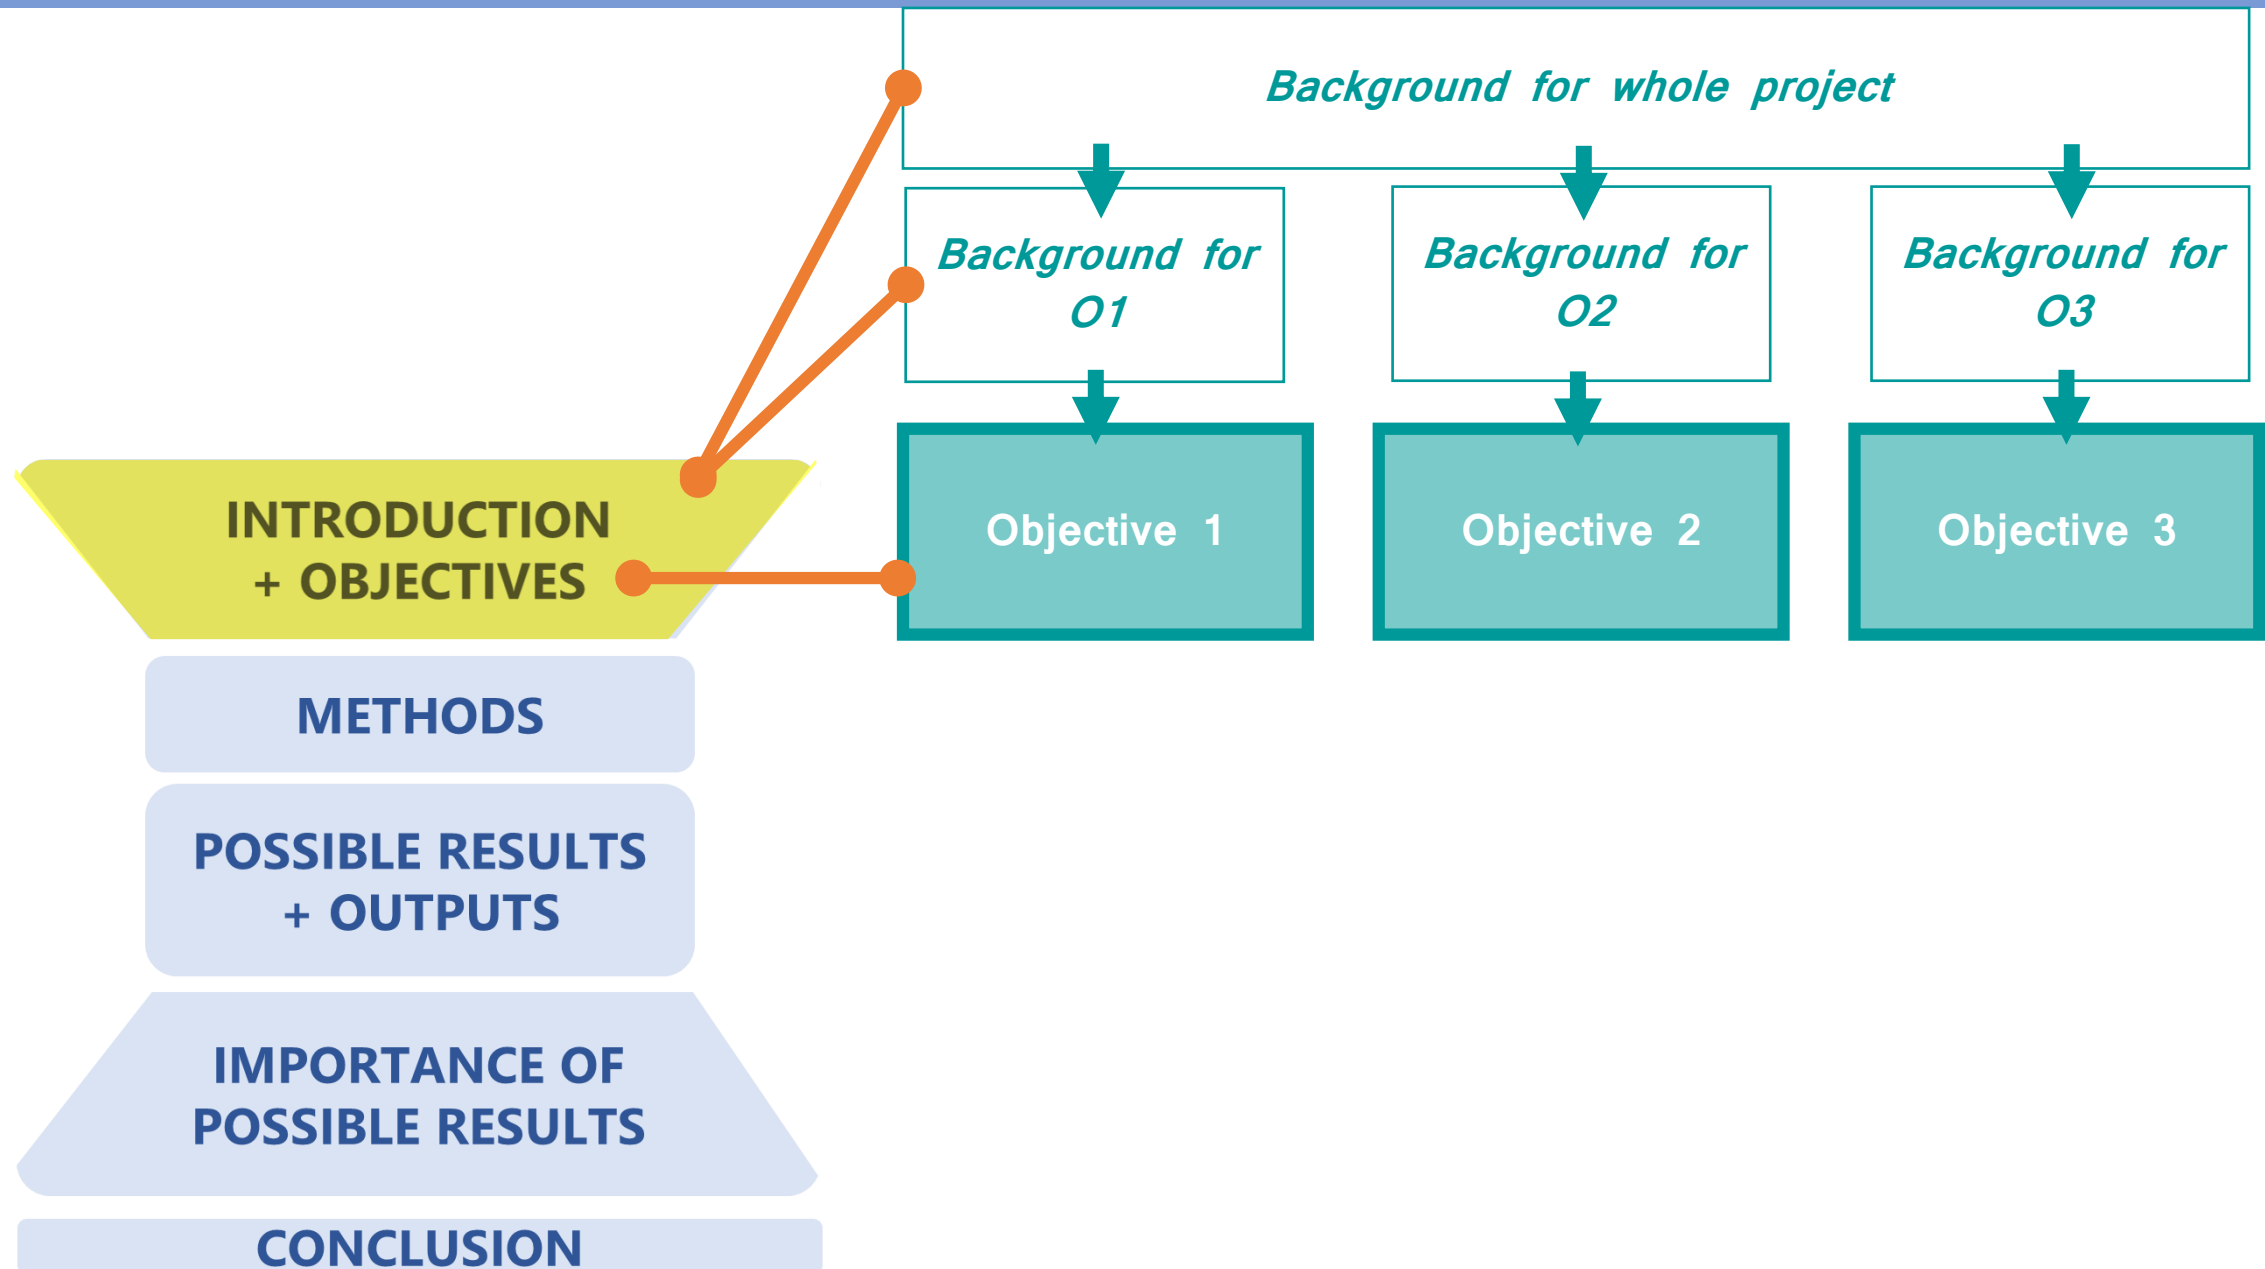 Background for whole project
Background for
O1
Background for
O2
Background for
O3
Objective 1
Objective 2
Objective 3
INTRODUCTION
+ OBJECTIVES
METHODS
POSSIBLE RESULTS
+ OUTPUTS
IMPORTANCE OF
POSSIBLE RESULTS
CONCLUSION